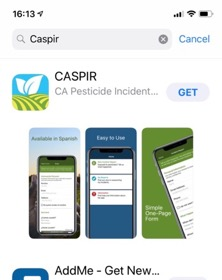 16:13
Caspir
Cancel
CASPIR
CA Pesticide Incident...
GET
Available in Spanish
Easy to Use
Simple
One-Page
Form
AddMe - Get New...